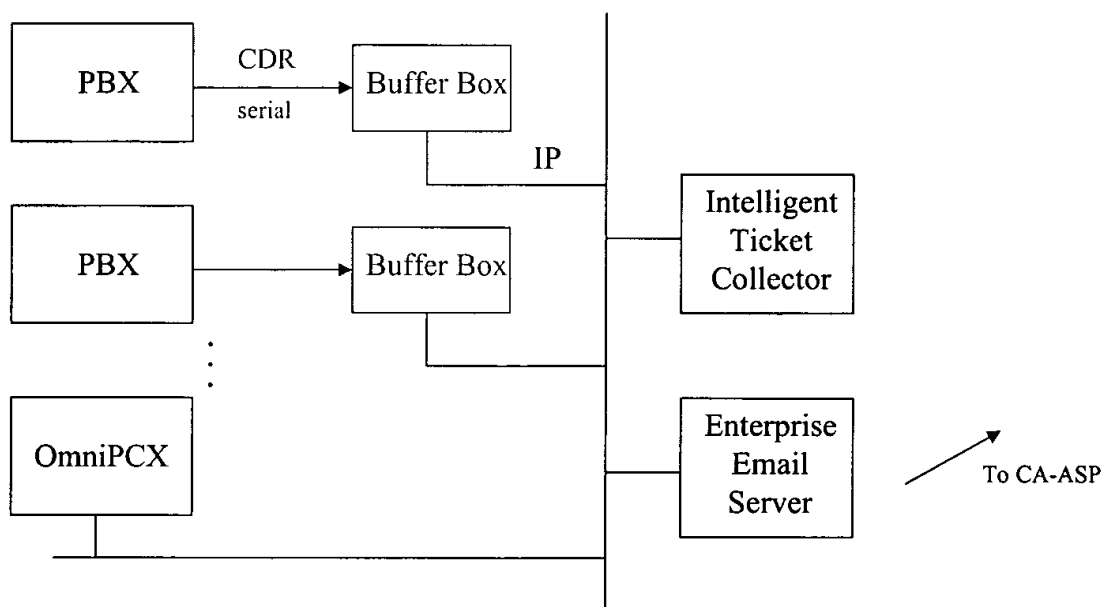 PBX
CDR
serial
Buffer Box
IP
Intelligent
Ticket
Collector
PBX
Buffer Box
OmniPCX
Enterprise
Email
Server
To CA-ASP